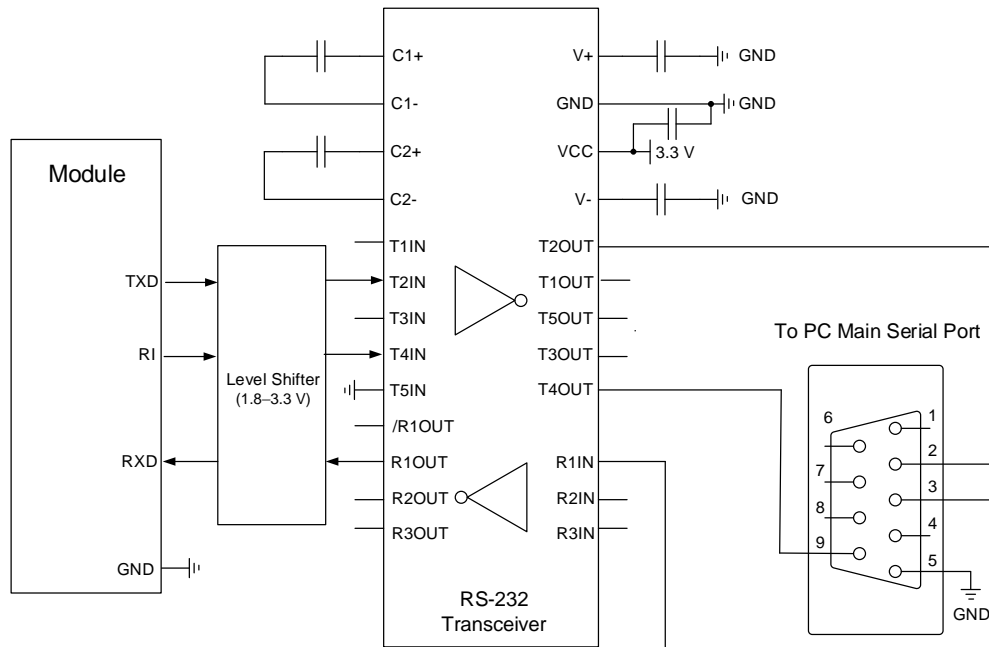 Module
TXD
RI
RXD
GND
Level Shifter
(1.8–3.3 V)
C1+
C1-
C2+
C2-
T1IN
T2IN
T3IN
T4IN
T5IN
/R1OUT
R1OUT
R2OUT
R3OUT
V+
GND
VCC
V-
T2OUT
T1OUT
T5OUT
T3OUT
T4OUT
R1IN
R2IN
R3IN
RS-232
Transceiver
GND
GND
3.3 V
GND
To PC Main Serial Port
6
7
8
9
1
2
3
4
5
GND